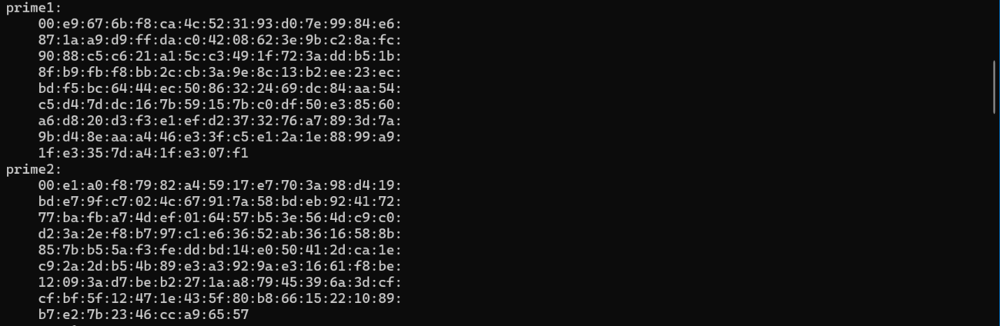 prime1:
00:e9:67:6b:f8:ca:4c:52:31:93:d0:7e:99:84:e6:
87:1a:a9:d9:ff:da:c0:42:08:62:3e:9b:c2:8a:fc:
90:88:c5:c6:21:a1:5c:c3:49:1f:72:3a:dd:b5:1b:
8f:b9:fb:f8:bb:2c:cb:3a:9e:8c:13:b2:ee:23:ec:
bd:f5:bc:64:44:ec:50:86:32:24:69:dc:84:aa:54:
c5:d4:7d:dc:16:7b:59:15:7b:c0:df:50:e3:85:60:
a6:d8:20:d3:f3:e1:ef:d2:37:32:76:a7:89:3d:7a:
9b:d4:8e:aa:a4:46:e3:3f:c5:e1:2a:1e:88:99:a9:
1f:e3:35:7d:a4:1f:e3:07:f1
prime2:
00:e1:a0:f8:79:82:a4:59:17:e7:70:3a:98:d4:19:
bd:e7:9f:c7:02:4c:67:91:7a:58:bd:eb:92:41:72:
77:ba:fb:a7:4d:ef:01:64:57:b5:3e:56:4d:c9:c0:
d2:3a:2e:f8:b7:97:c1:e6:36:52:ab:36:16:58:8b:
85:7b:b5:5a:f3:fe:dd:bd:14:e0:50:41:2d:ca:1e:
c9:2a:2d:b5:4b:89:e3:a3:92:9a:e3:16:61:f8:be:
12:09:3a:d7:be:b2:27:1a:a8:79:45:39:6a:3d:cf:
cf:bf:5f:12:47:1e:43:5f:80:b8:66:15:22:10:89:
b7:e2:7b:23:46:cc:a9:65:57